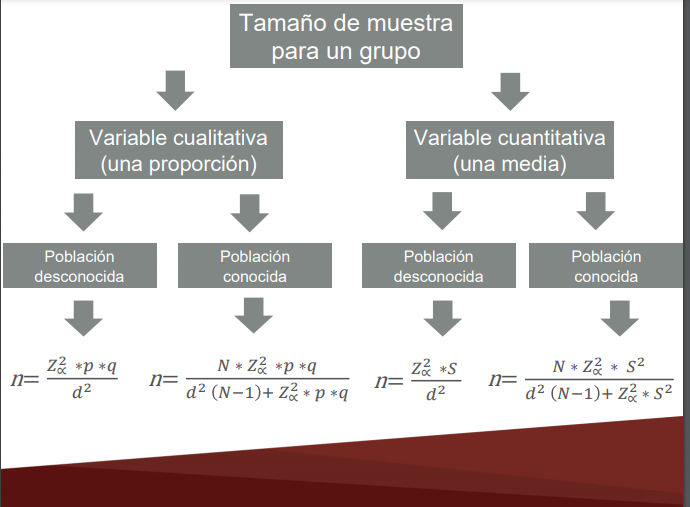 Tamaño de muestra
para un grupo
Variable cualitativa
(una proporción)
Variable cuantitativa
(una media)
Población
desconocida
Población
conocida
Población
desconocida
Población
conocida
n= Z²∝ *p *q / d²
n= N * Z²∝ * p *q / d² (N−1)+ Z²∝ * p *q
n= Z²∝ *S / d²
n= N * Z²∝ * S² / d² (N−1)+ Z²∝ * S²